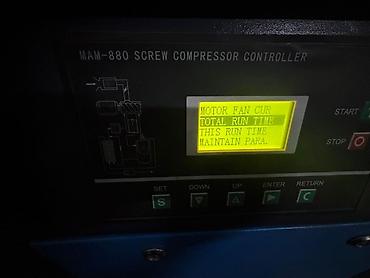 MAM-880 SCREW COMPRESSOR CONTROLLER
MOTOR FAN CUR
TOTAL RUN TIME
THIS RUN TIME
MAINTAIN PARA.
START
STOP
SET DOWN UP ENTER RETURN
S C